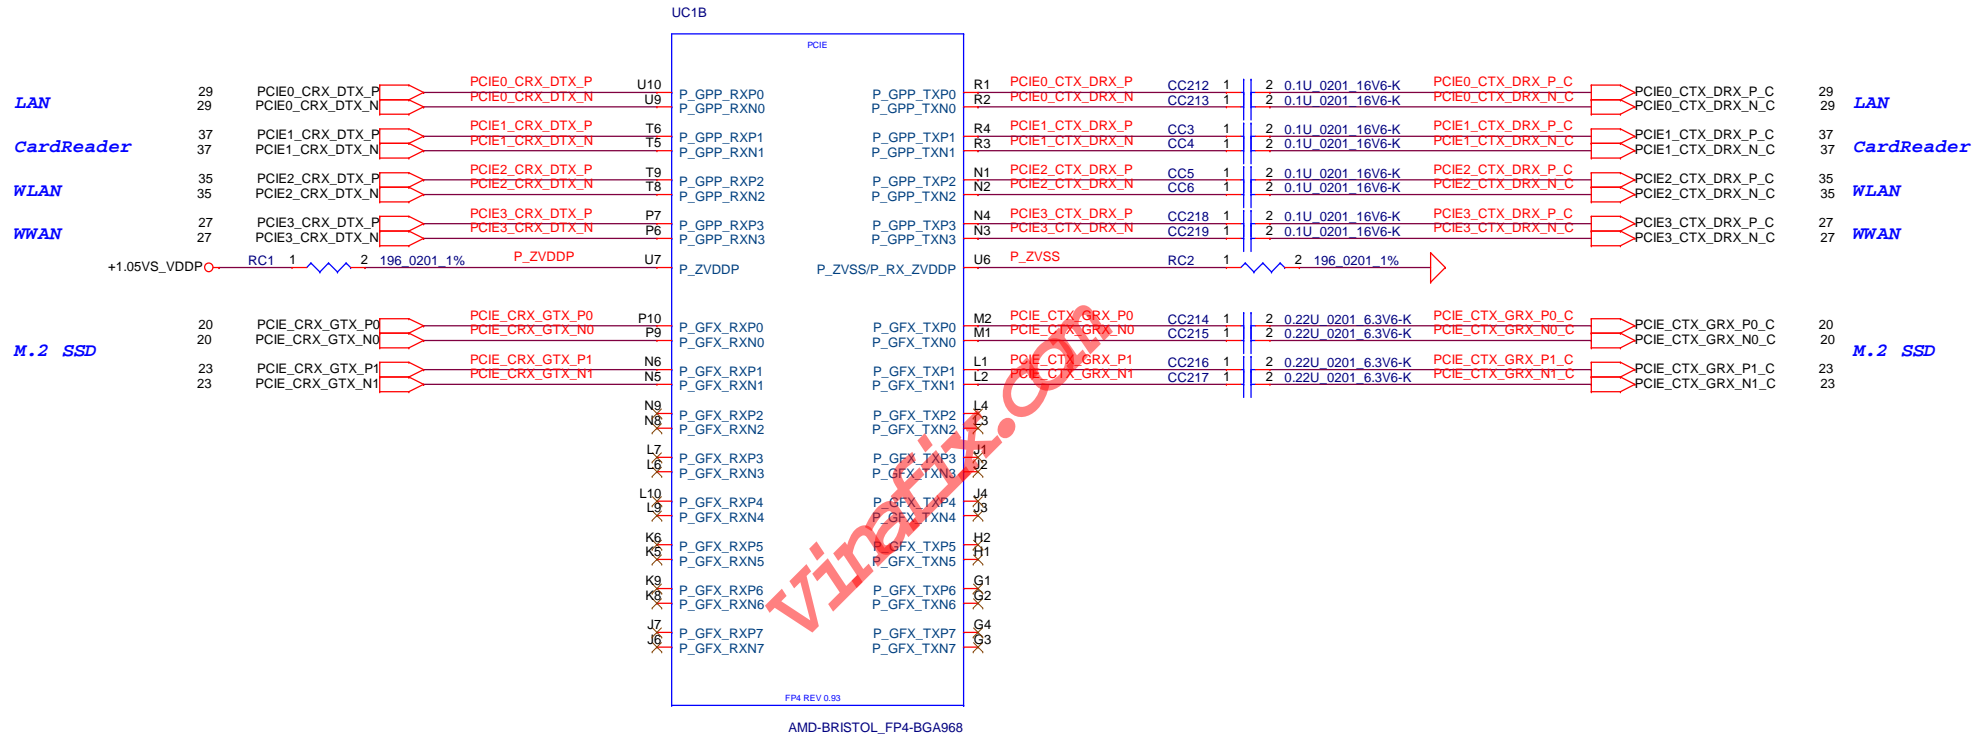 UC1B
PCIE
29 PCIE0_CRX_DTX_P PCIE0_CRX_DTX_P U10 P_GPP_RXP0 P_GPP_TXP0 R1 PCIE0_CTX_DRX_P CC212 1 2 0.1U_0201_16V6-K PCIE0_CTX_DRX_P_C PCIE0_CTX_DRX_P_C 29
LAN LAN
29 PCIE0_CRX_DTX_N PCIE0_CRX_DTX_N U9 P_GPP_RXN0 P_GPP_TXN0 R2 PCIE0_CTX_DRX_N CC213 1 2 0.1U_0201_16V6-K PCIE0_CTX_DRX_N_C PCIE0_CTX_DRX_N_C 29
37 PCIE1_CRX_DTX_P PCIE1_CRX_DTX_P T6 P_GPP_RXP1 P_GPP_TXP1 R4 PCIE1_CTX_DRX_P CC3 1 2 0.1U_0201_16V6-K PCIE1_CTX_DRX_P_C PCIE1_CTX_DRX_P_C 37
CardReader CardReader
37 PCIE1_CRX_DTX_N PCIE1_CRX_DTX_N T5 P_GPP_RXN1 P_GPP_TXN1 R3 PCIE1_CTX_DRX_N CC4 1 2 0.1U_0201_16V6-K PCIE1_CTX_DRX_N_C PCIE1_CTX_DRX_N_C 37
35 PCIE2_CRX_DTX_P PCIE2_CRX_DTX_P T9 P_GPP_RXP2 P_GPP_TXP2 N1 PCIE2_CTX_DRX_P CC5 1 2 0.1U_0201_16V6-K PCIE2_CTX_DRX_P_C PCIE2_CTX_DRX_P_C 35
WLAN WLAN
35 PCIE2_CRX_DTX_N PCIE2_CRX_DTX_N T8 P_GPP_RXN2 P_GPP_TXN2 N2 PCIE2_CTX_DRX_N CC6 1 2 0.1U_0201_16V6-K PCIE2_CTX_DRX_N_C PCIE2_CTX_DRX_N_C 35
27 PCIE3_CRX_DTX_P PCIE3_CRX_DTX_P P7 P_GPP_RXP3 P_GPP_TXP3 N4 PCIE3_CTX_DRX_P CC218 1 2 0.1U_0201_16V6-K PCIE3_CTX_DRX_P_C PCIE3_CTX_DRX_P_C 27
WWAN WWAN
27 PCIE3_CRX_DTX_N PCIE3_CRX_DTX_N P6 P_GPP_RXN3 P_GPP_TXN3 N3 PCIE3_CTX_DRX_N CC219 1 2 0.1U_0201_16V6-K PCIE3_CTX_DRX_N_C PCIE3_CTX_DRX_N_C 27
+1.05VS_VDDP RC1 1 2 196_0201_1% P_ZVDDP U7 P_ZVDDP P_ZVSS/P_RX_ZVDDP U6 P_ZVSS RC2 1 2 196_0201_1%
20 PCIE_CRX_GTX_P0 PCIE_CRX_GTX_P0 P10 P_GFX_RXP0 P_GFX_TXP0 M2 PCIE_CTX_GRX_P0 CC214 1 2 0.22U_0201_6.3V6-K PCIE_CTX_GRX_P0_C PCIE_CTX_GRX_P0_C 20
20 PCIE_CRX_GTX_N0 PCIE_CRX_GTX_N0 P9 P_GFX_RXN0 P_GFX_TXN0 M1 PCIE_CTX_GRX_N0 CC215 1 2 0.22U_0201_6.3V6-K PCIE_CTX_GRX_N0_C PCIE_CTX_GRX_N0_C 20
M.2 SSD M.2 SSD
23 PCIE_CRX_GTX_P1 PCIE_CRX_GTX_P1 N6 P_GFX_RXP1 P_GFX_TXP1 L1 PCIE_CTX_GRX_P1 CC216 1 2 0.22U_0201_6.3V6-K PCIE_CTX_GRX_P1_C PCIE_CTX_GRX_P1_C 23
23 PCIE_CRX_GTX_N1 PCIE_CRX_GTX_N1 N5 P_GFX_RXN1 P_GFX_TXN1 L2 PCIE_CTX_GRX_N1 CC217 1 2 0.22U_0201_6.3V6-K PCIE_CTX_GRX_N1_C PCIE_CTX_GRX_N1_C 23
N9 P_GFX_RXP2 P_GFX_TXP2 L4
N8 P_GFX_RXN2 P_GFX_TXN2 L3
L7 P_GFX_RXP3 P_GFX_TXP3 J1
L6 P_GFX_RXN3 P_GFX_TXN3 J2
L10 P_GFX_RXP4 P_GFX_TXP4 J4
L9 P_GFX_RXN4 P_GFX_TXN4 J3
K6 P_GFX_RXP5 P_GFX_TXP5 H2
K5 P_GFX_RXN5 P_GFX_TXN5 H1
K9 P_GFX_RXP6 P_GFX_TXP6 G1
K8 P_GFX_RXN6 P_GFX_TXN6 G2
J7 P_GFX_RXP7 P_GFX_TXP7 G4
J6 P_GFX_RXN7 P_GFX_TXN7 G3
Vinafix.com
FP4 REV 0.93
AMD-BRISTOL_FP4-BGA968